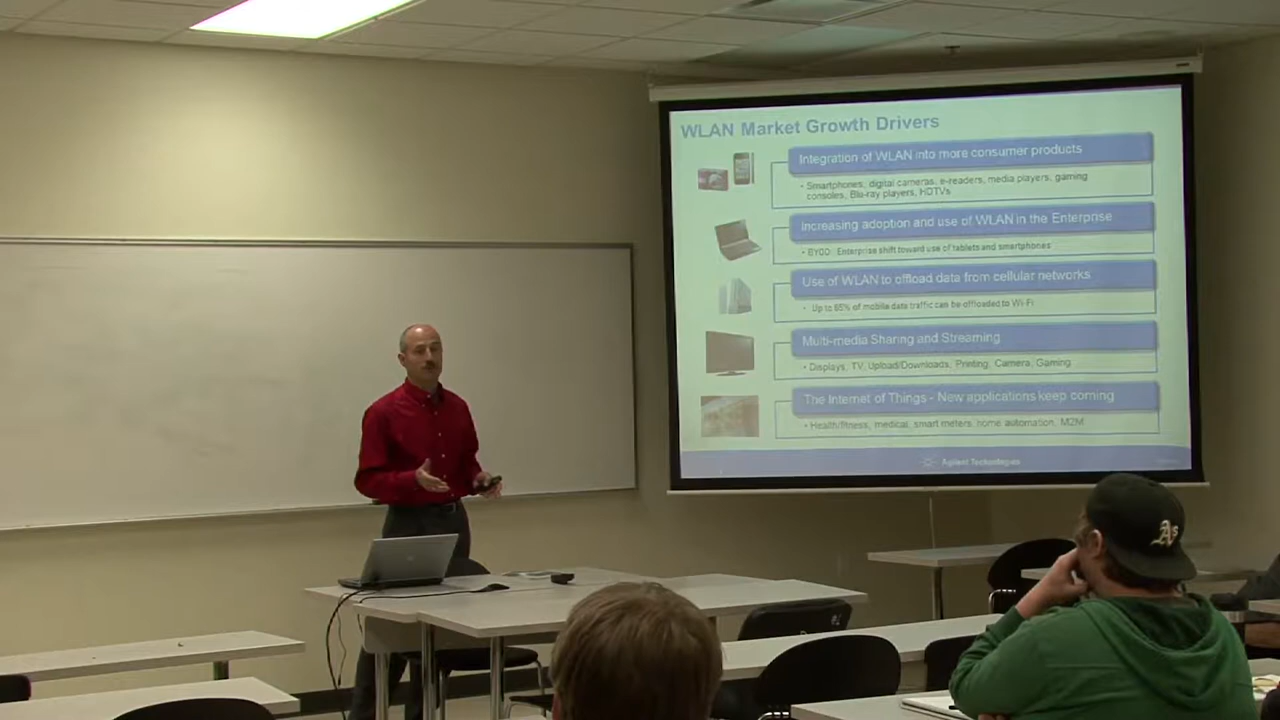 WLAN Market Growth Drivers
Integration of WLAN into more consumer products
• Smartphones, digital cameras, e-readers, media players, gaming
consoles, Blu-ray players, HDTVs
Increasing adoption and use of WLAN in the Enterprise
• BYOD: Enterprise shift toward use of tablets and smartphones
Use of WLAN to offload data from cellular networks
• Up to 65% of mobile data traffic can be offloaded to Wi-Fi
Multi-media Sharing and Streaming
• Displays, TV, Upload/Downloads, Printing, Camera, Gaming
The Internet of Things - New applications keep coming
• Health/fitness, medical, smart meters, home automation, M2M
Agilent Technologies
A's